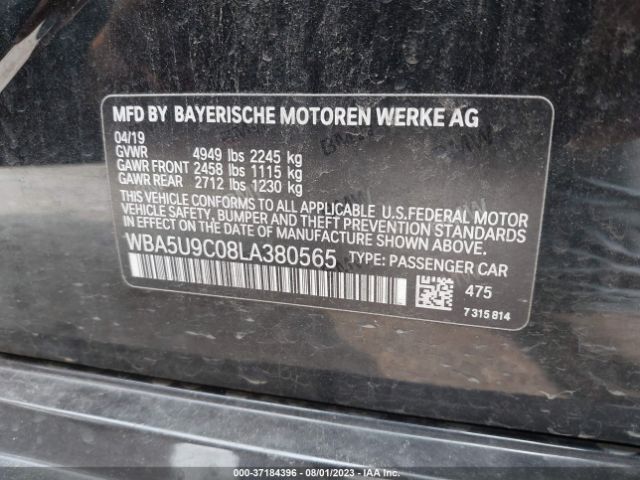 MFD BY BAYERISCHE MOTOREN WERKE AG
04/19
GVWR 4949 lbs 2245 kg
GAWR FRONT 2458 lbs 1115 kg
GAWR REAR 2712 lbs 1230 kg
THIS VEHICLE CONFORMS TO ALL APPLICABLE U.S.FEDERAL MOTOR
VEHICLE SAFETY, BUMPER AND THEFT PREVENTION STANDARDS
IN EFFECT ON THE DATE OF MANUFACTURE SHOWN ABOVE.
WBA5U9C08LA380565 TYPE: PASSENGER CAR
475
7 315 814
000-37184396 - 08/01/2023 - Copyright IAA, Inc.